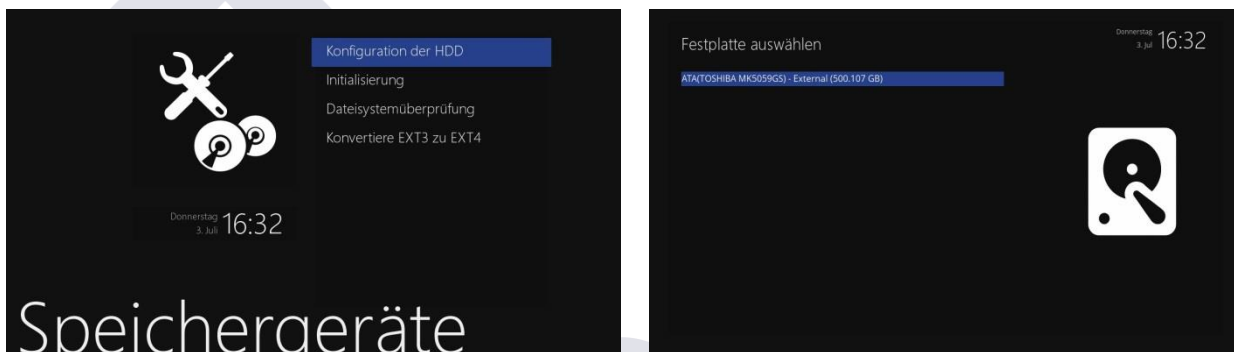 Konfiguration der HDD
Initialisierung
Dateisystemüberprüfung
Konvertiere EXT3 zu EXT4
Donnerstag
3. Juli 16:32
Speichergeräte
Festplatte auswählen
Donnerstag
3. Jul 16:32
ATA(TOSHIBA MK5059GS) - External (500.107 GB)